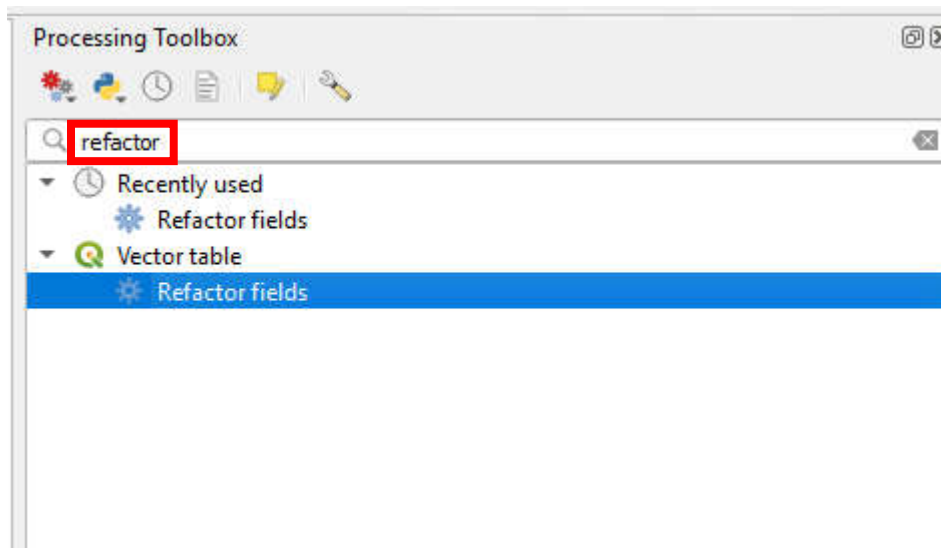 Processing Toolbox
refactor
Recently used
Refactor fields
Vector table
Refactor fields